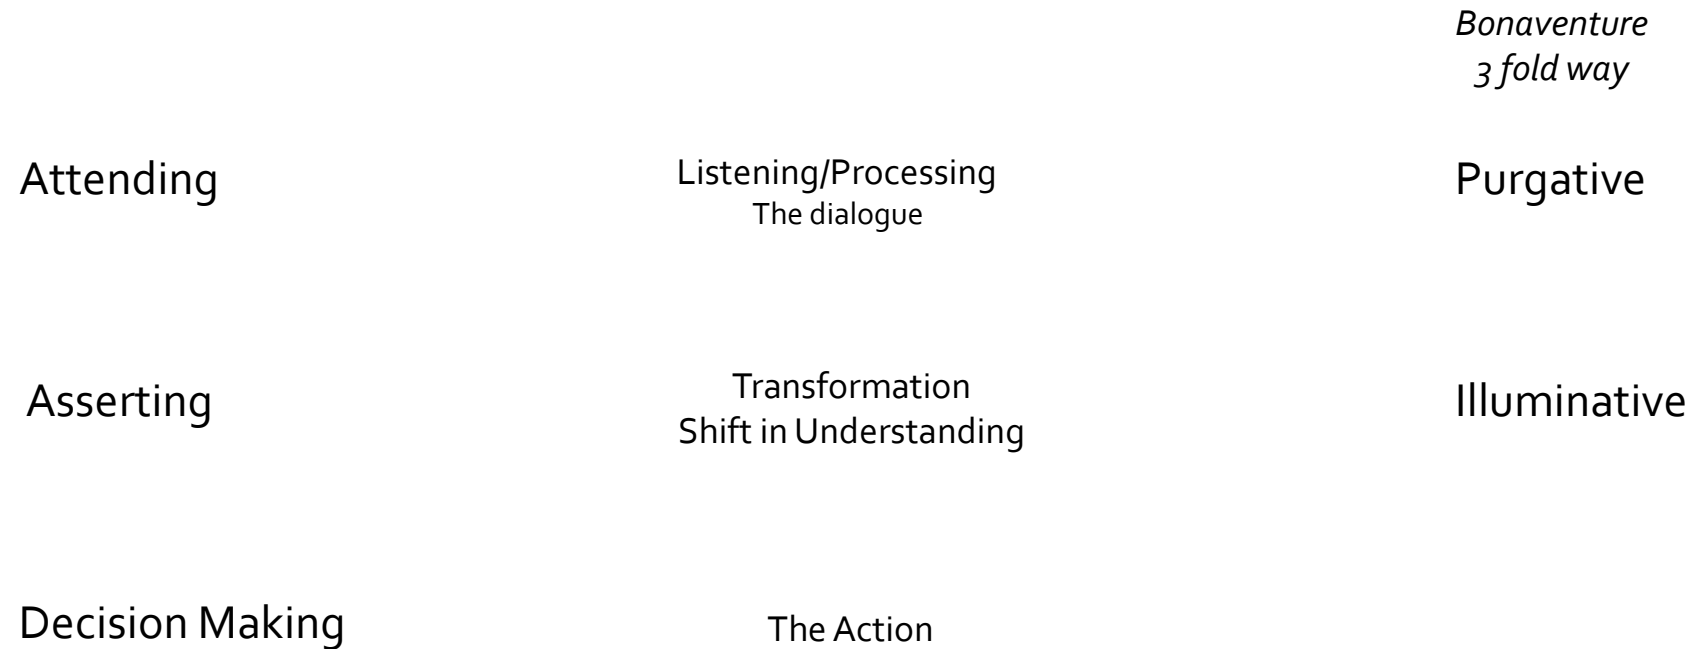 Bonaventure
3 fold way
Attending
Listening/Processing
The dialogue
Purgative
Asserting
Transformation
Shift in Understanding
Illuminative
Decision Making
The Action